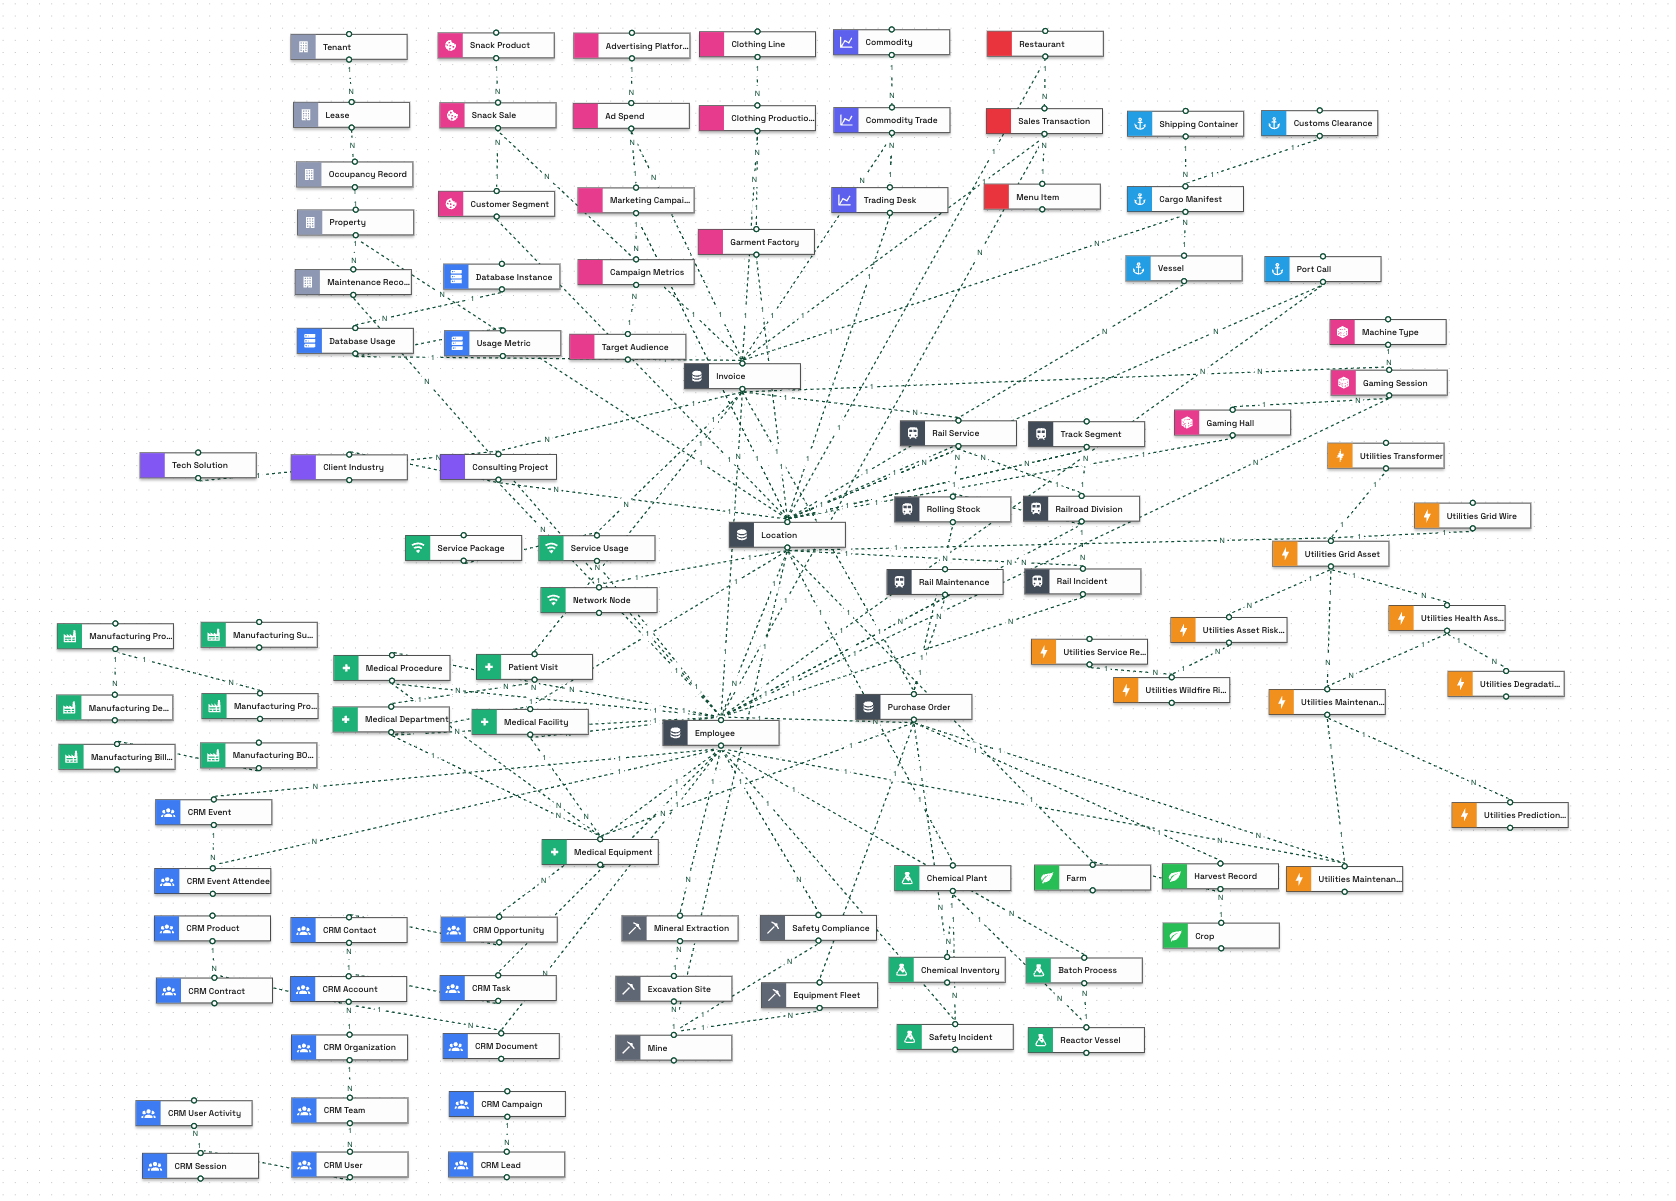 Tenant
Snack Product
Advertising Platfor...
Clothing Line
Commodity
Restaurant
Lease
Snack Sale
Ad Spend
Clothing Productio...
Commodity Trade
Sales Transaction
Shipping Container
Customs Clearance
Occupancy Record
Customer Segment
Marketing Campai...
Trading Desk
Menu Item
Cargo Manifest
Property
Garment Factory
Maintenance Reco...
Database Instance
Campaign Metrics
Vessel
Port Call
Database Usage
Usage Metric
Target Audience
Machine Type
Invoice
Gaming Session
Rail Service
Track Segment
Gaming Hall
Tech Solution
Client Industry
Consulting Project
Utilities Transformer
Rolling Stock
Railroad Division
Utilities Grid Wire
Service Package
Service Usage
Location
Utilities Grid Asset
Network Node
Rail Maintenance
Rail Incident
Manufacturing Pro...
Manufacturing Su...
Utilities Asset Risk...
Utilities Health Ass...
Medical Procedure
Patient Visit
Utilities Service Re...
Utilities Wildfire Ri...
Utilities Degradati...
Manufacturing De...
Manufacturing Pro...
Medical Department
Medical Facility
Employee
Purchase Order
Utilities Maintenan...
Manufacturing Bill...
Manufacturing BO...
CRM Event
Utilities Prediction...
Medical Equipment
CRM Event Attendee
Chemical Plant
Farm
Harvest Record
Utilities Maintenan...
CRM Product
CRM Contact
CRM Opportunity
Mineral Extraction
Safety Compliance
Crop
CRM Contract
CRM Account
CRM Task
Excavation Site
Equipment Fleet
Chemical Inventory
Batch Process
CRM Organization
CRM Document
Mine
Safety Incident
Reactor Vessel
CRM User Activity
CRM Team
CRM Campaign
CRM Session
CRM User
CRM Lead